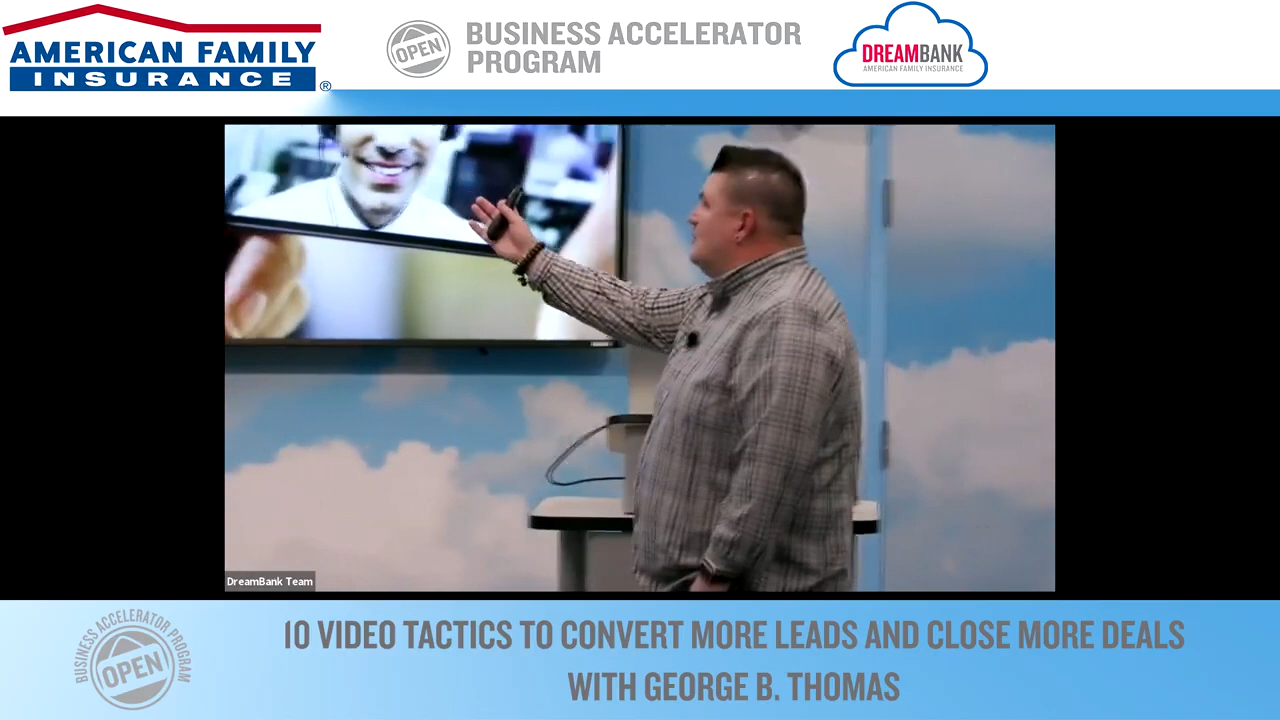 AMERICAN FAMILY
INSURANCE ®
OPEN
BUSINESS ACCELERATOR
PROGRAM
DREAMBANK
AMERICAN FAMILY INSURANCE
DreamBank Team
BUSINESS ACCELERATOR PROGRAM
OPEN
10 VIDEO TACTICS TO CONVERT MORE LEADS AND CLOSE MORE DEALS
WITH GEORGE B. THOMAS